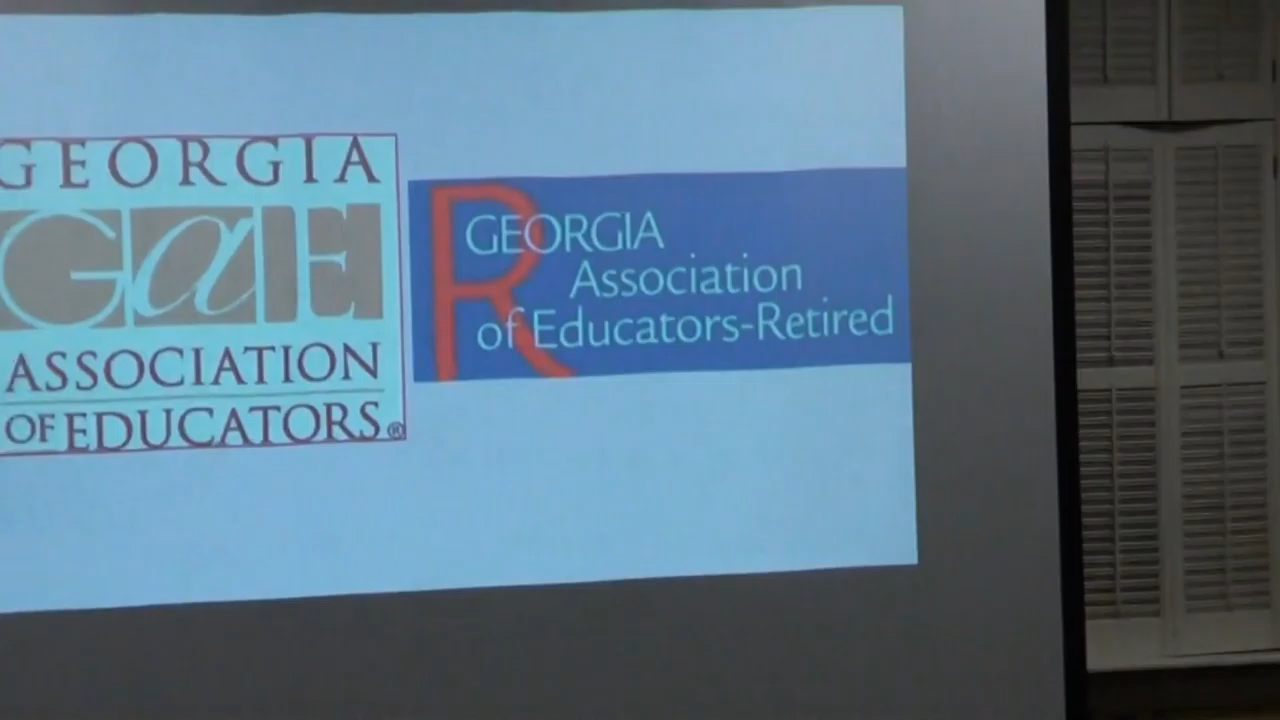 GEORGIA
GaE
ASSOCIATION
OF EDUCATORS®
R
GEORGIA
Association
of Educators-Retired